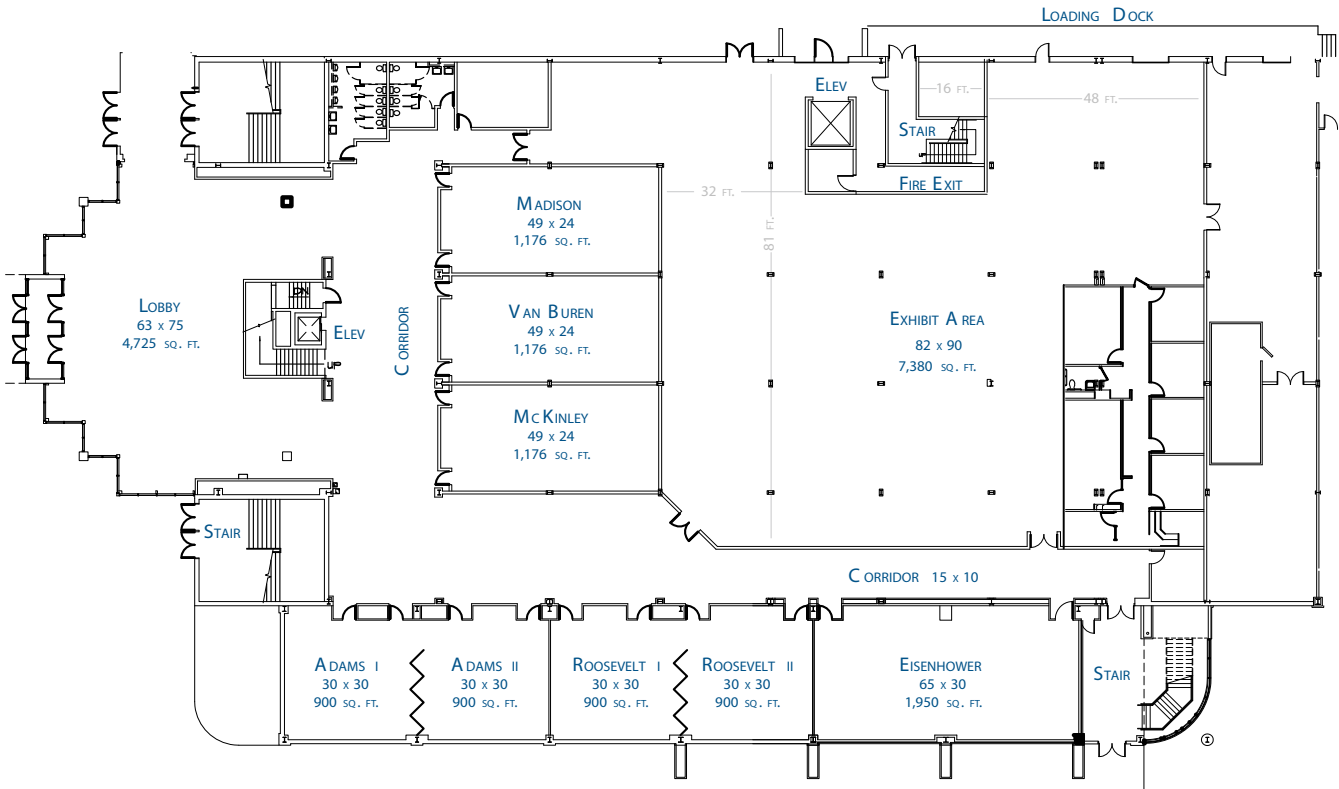 LOADING DOCK
ELEV
16 FT.
48 FT.
STAIR
FIRE EXIT
32 FT.
81 FT.
MADISON
49 x 24
1,176 SQ. FT.
LOBBY
63 x 75
4,725 SQ. FT.
DN
ELEV
UP
CORRIDOR
VAN BUREN
49 x 24
1,176 SQ. FT.
EXHIBIT AREA
82 x 90
7,380 SQ. FT.
MCKINLEY
49 x 24
1,176 SQ. FT.
STAIR
CORRIDOR 15 x 10
ADAMS I
30 x 30
900 SQ. FT.
ADAMS II
30 x 30
900 SQ. FT.
ROOSEVELT I
30 x 30
900 SQ. FT.
ROOSEVELT II
30 x 30
900 SQ. FT.
EISENHOWER
65 x 30
1,950 SQ. FT.
STAIR